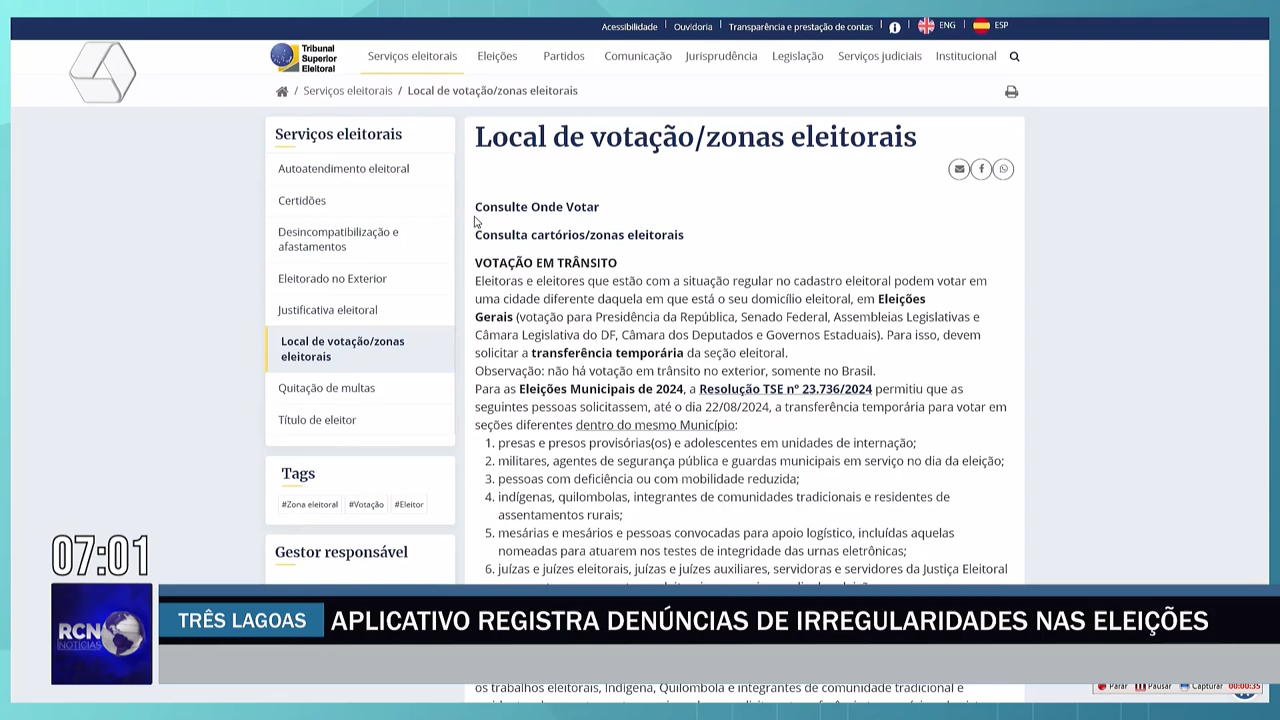 Acessibilidade
Ouvidoria
Transparência e prestação de contas
ENG
ESP
Tribunal
Superior
Eleitoral
Serviços eleitorais
Eleições
Partidos
Comunicação
Jurisprudência
Legislação
Serviços judiciais
Institucional
/ Serviços eleitorais / Local de votação/zonas eleitorais
Serviços eleitorais
Autoatendimento eleitoral
Certidões
Desincompatibilização e
afastamentos
Eleitorado no Exterior
Justificativa eleitoral
Local de votação/zonas
eleitorais
Quitação de multas
Título de eleitor
Tags
#Zona eleitoral #Votação #Eleitor
Gestor responsável
Local de votação/zonas eleitorais
Consulte Onde Votar
Consulta cartórios/zonas eleitorais
VOTAÇÃO EM TRÂNSITO
Eleitoras e eleitores que estão com a situação regular no cadastro eleitoral podem votar em
uma cidade diferente daquela em que está o seu domicílio eleitoral, em Eleições
Gerais (votação para Presidência da República, Senado Federal, Assembleias Legislativas e
Câmara Legislativa do DF, Câmara dos Deputados e Governos Estaduais). Para isso, devem
solicitar a transferência temporária da seção eleitoral.
Observação: não há votação em trânsito no exterior, somente no Brasil.
Para as Eleições Municipais de 2024, a Resolução TSE nº 23.736/2024 permitiu que as
seguintes pessoas solicitassem, até o dia 22/08/2024, a transferência temporária para votar em
seções diferentes dentro do mesmo Município:
1. presas e presos provisórias(os) e adolescentes em unidades de internação;
2. militares, agentes de segurança pública e guardas municipais em serviço no dia da eleição;
3. pessoas com deficiência ou com mobilidade reduzida;
4. indígenas, quilombolas, integrantes de comunidades tradicionais e residentes de
assentamentos rurais;
5. mesárias e mesários e pessoas convocadas para apoio logístico, incluídas aquelas
nomeadas para atuarem nos testes de integridade das urnas eletrônicas;
6. juízas e juízes eleitorais, juízas e juízes auxiliares, servidoras e servidores da Justiça Eleitoral
07:01
RCN
NOTÍCIAS
TRÊS LAGOAS
APLICATIVO REGISTRA DENÚNCIAS DE IRREGULARIDADES NAS ELEIÇÕES
os trabalhos eleitorais, Indígena, Quilombola e integrantes de comunidade tradicional e
Parar
Pausar
Capturar
00:00:35